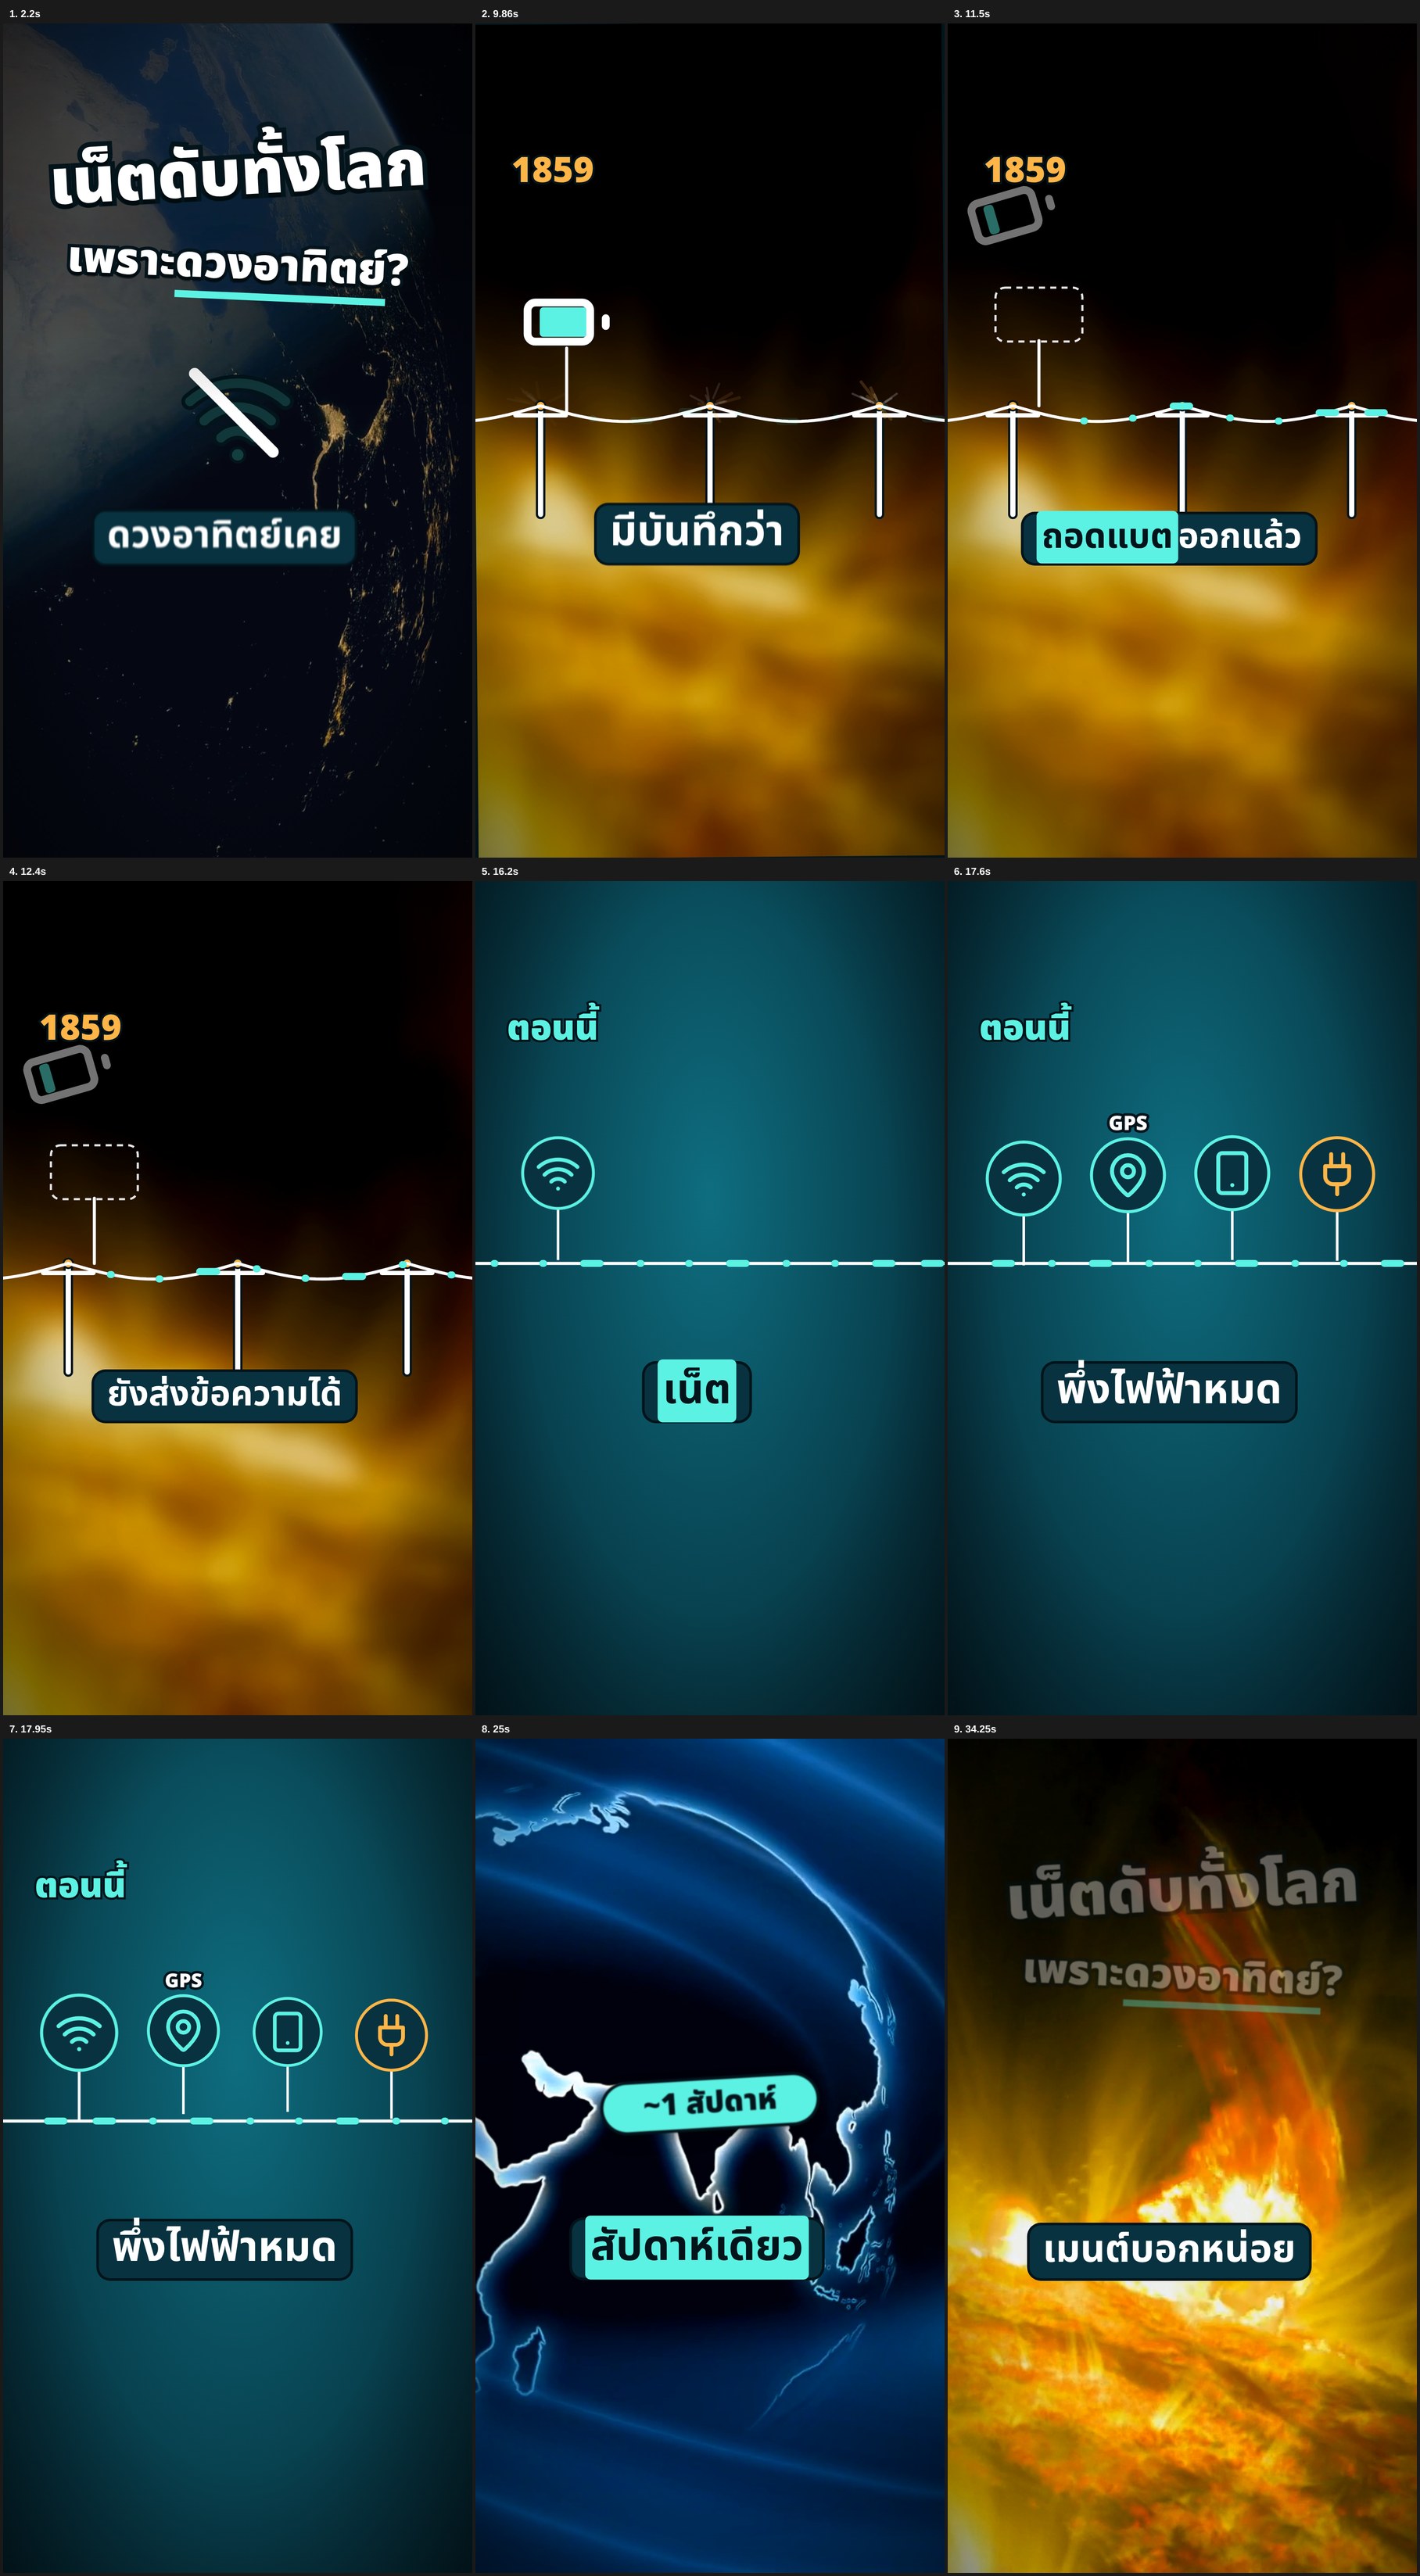 1. 2.2s
เน็ตดับทั้งโลก
เพราะดวงอาทิตย์?
ดวงอาทิตย์เคย
2. 9.86s
1859
มีบันทึกว่า
3. 11.5s
1859
ถอดแบตออกแล้ว
4. 12.4s
1859
ยังส่งข้อความได้
5. 16.2s
ตอนนี้
เน็ต
6. 17.6s
ตอนนี้
GPS
พึ่งไฟฟ้าหมด
7. 17.95s
ตอนนี้
GPS
พึ่งไฟฟ้าหมด
8. 25s
~1 สัปดาห์
สัปดาห์เดียว
9. 34.25s
เน็ตดับทั้งโลก
เพราะดวงอาทิตย์?
เมนต์บอกหน่อย